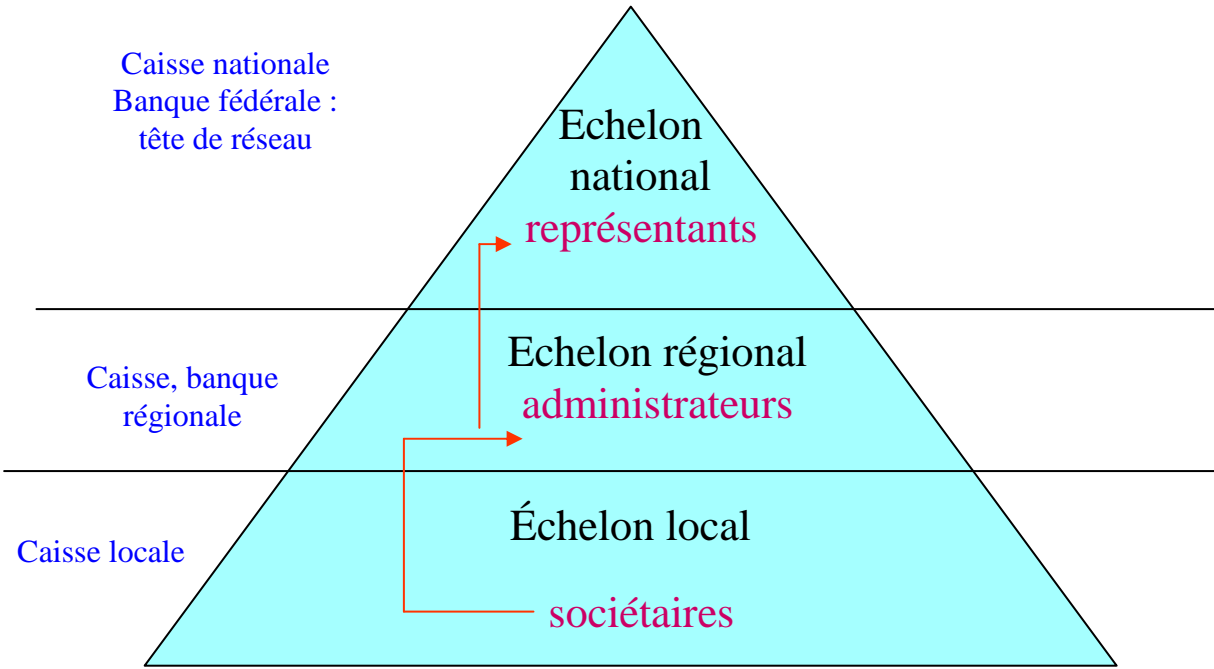 Caisse nationale
Banque fédérale :
tête de réseau
Echelon
national
représentants
Caisse, banque
régionale
Echelon régional
administrateurs
Caisse locale
Échelon local
sociétaires